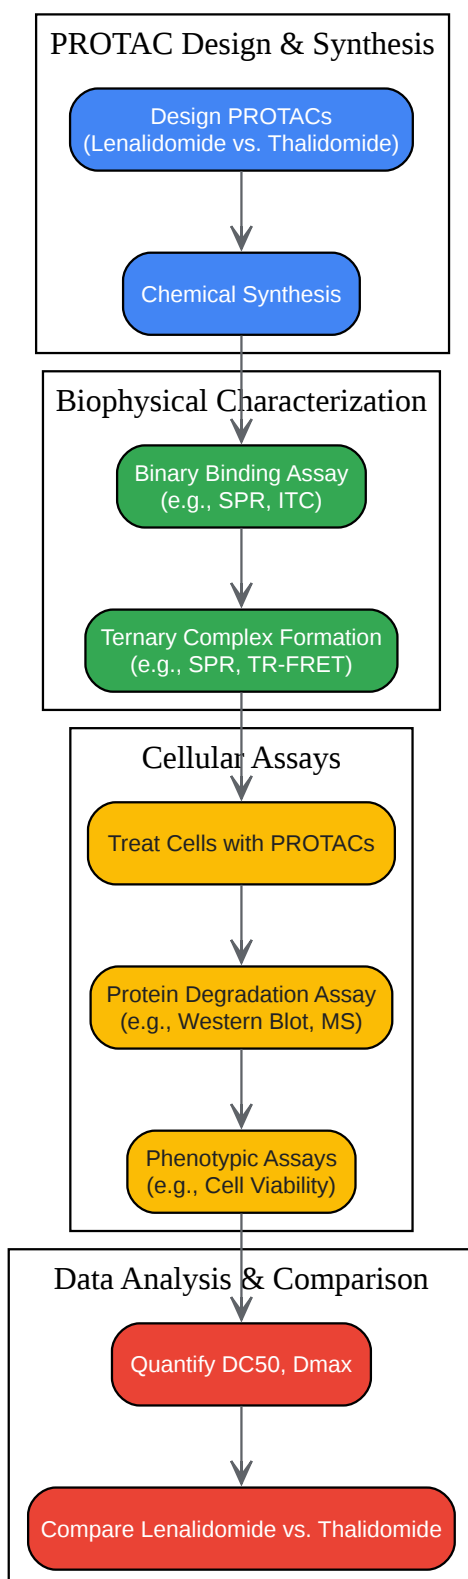 PROTAC Design & Synthesis
Design PROTACs
(Lenalidomide vs. Thalidomide)
Chemical Synthesis
Biophysical Characterization
Binary Binding Assay
(e.g., SPR, ITC)
Ternary Complex Formation
(e.g., SPR, TR-FRET)
Cellular Assays
Treat Cells with PROTACs
Protein Degradation Assay
(e.g., Western Blot, MS)
Phenotypic Assays
(e.g., Cell Viability)
Data Analysis & Comparison
Quantify DC50, Dmax
Compare Lenalidomide vs. Thalidomide